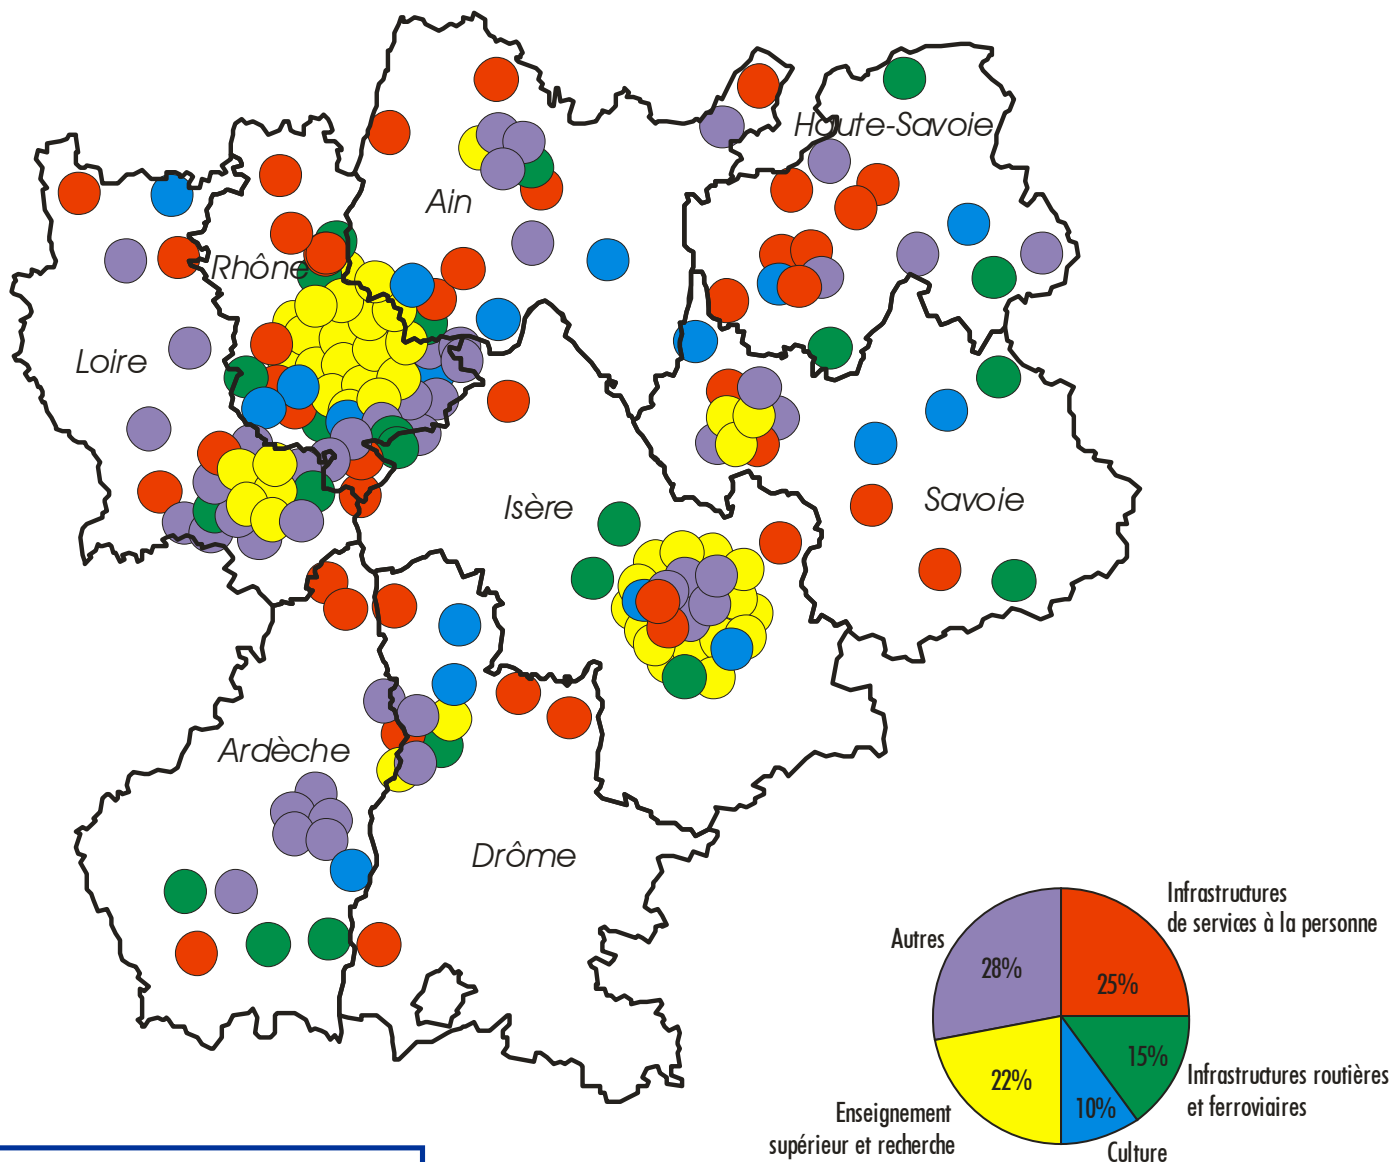 Haute-Savoie
Ain
Rhône
Loire
Isère
Savoie
Ardèche
Drôme
Infrastructures
de services à la personne
Autres
28%
25%
15%
Infrastructures routières
et ferroviaires
22%
10%
Enseignement
supérieur et recherche
Culture